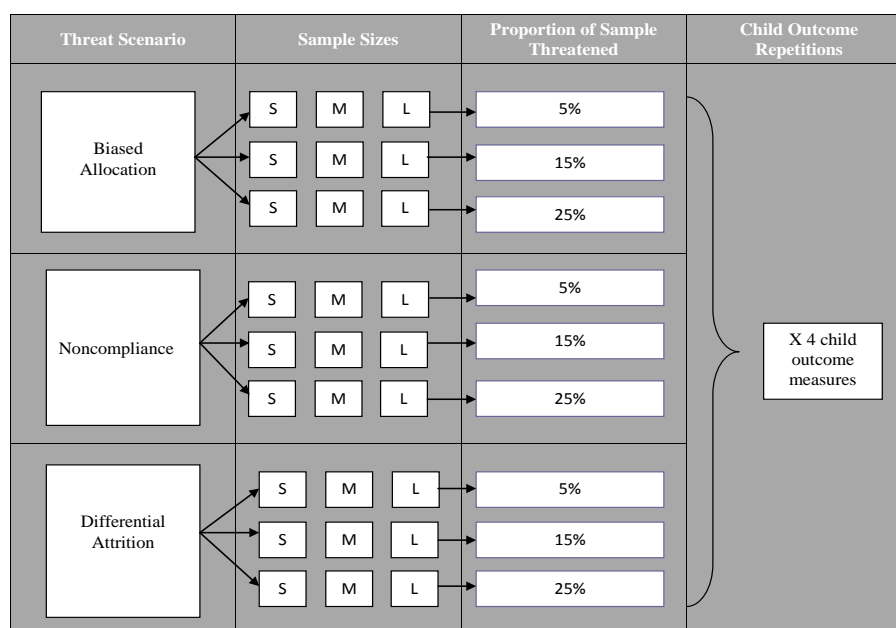 Threat Scenario
Sample Sizes
Proportion of Sample
Threatened
Child Outcome
Repetitions
Biased
Allocation
S M L 5%
S M L 15%
S M L 25%
Noncompliance
S M L 5%
S M L 15%
S M L 25%
Differential
Attrition
S M L 5%
S M L 15%
S M L 25%
X 4 child
outcome
measures